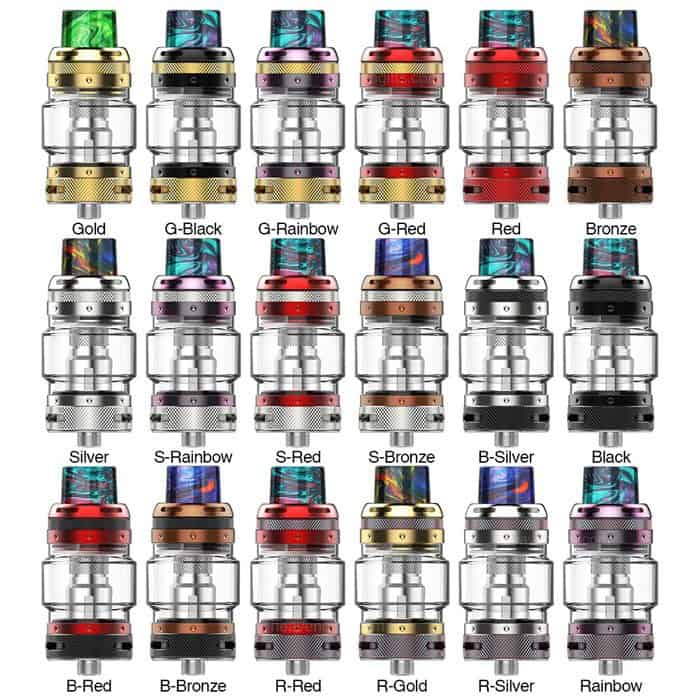 Gold G-Black G-Rainbow G-Red Red Bronze
Silver S-Rainbow S-Red S-Bronze B-Silver Black
B-Red B-Bronze R-Red R-Gold R-Silver Rainbow